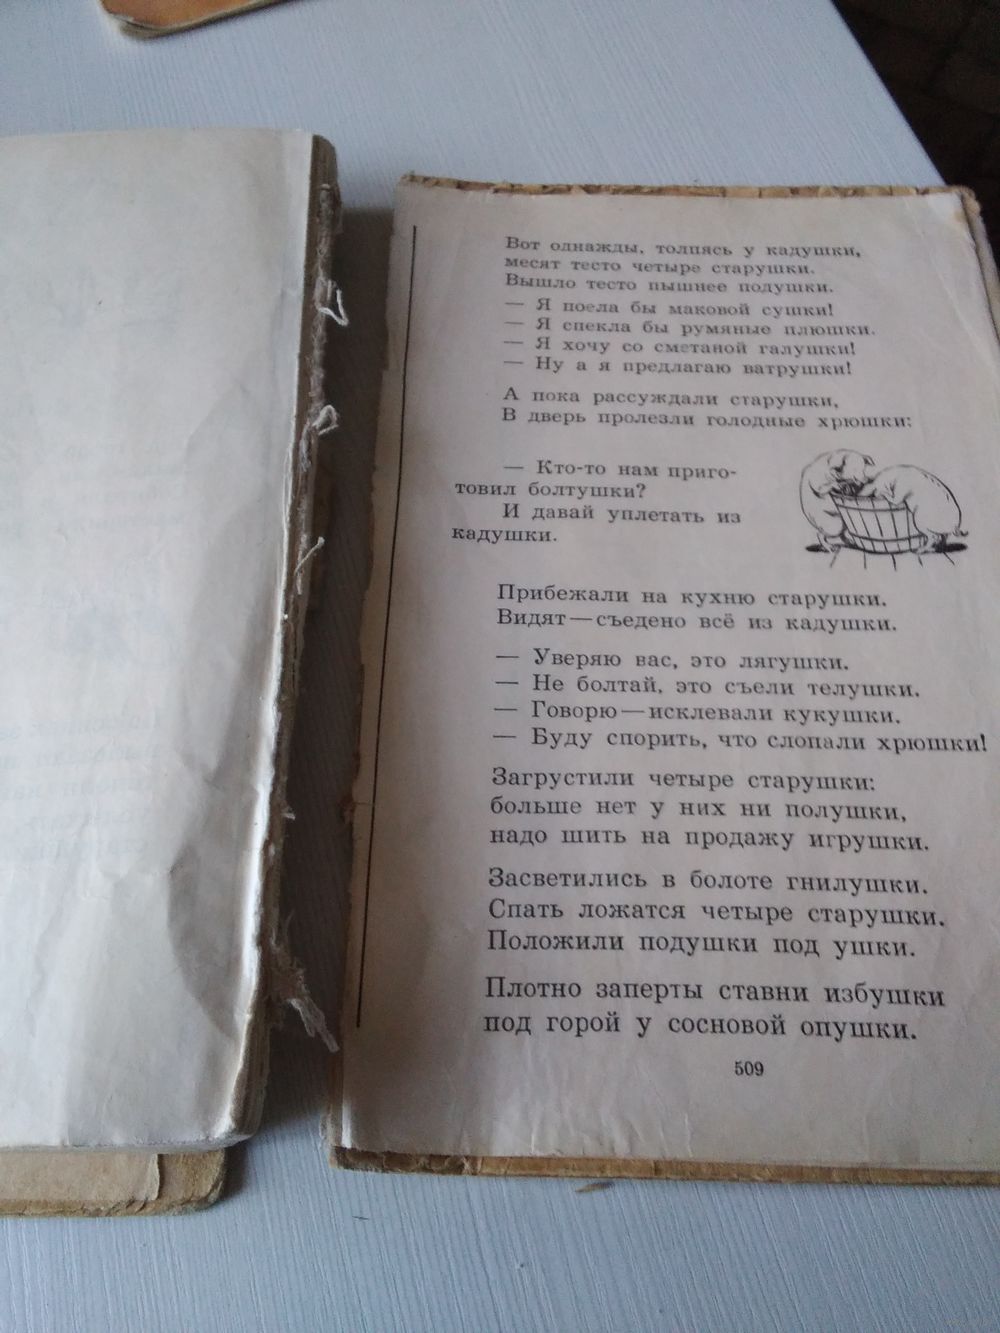 Вот однажды, толпясь у кадушки,
месят тесто четыре старушки.
Вышло тесто пышнее подушки.
— Я поела бы маковой сушки!
— Я спекла бы румяные плюшки.
— Я хочу со сметаной галушки!
— Ну а я предлагаю ватрушки!
А пока рассуждали старушки,
В дверь пролезли голодные хрюшки:
— Кто-то нам приго-
товил болтушки?
И давай уплетать из
кадушки.
Прибежали на кухню старушки.
Видят — съедено всё из кадушки.
— Уверяю вас, это лягушки.
— Не болтай, это съели телушки.
— Говорю — исклевали кукушки.
— Буду спорить, что слопали хрюшки!
Загрустили четыре старушки:
больше нет у них ни полушки,
надо шить на продажу игрушки.
Засветились в болоте гнилушки.
Спать ложатся четыре старушки.
Положили подушки под ушки.
Плотно заперты ставни избушки
под горой у сосновой опушки.
509